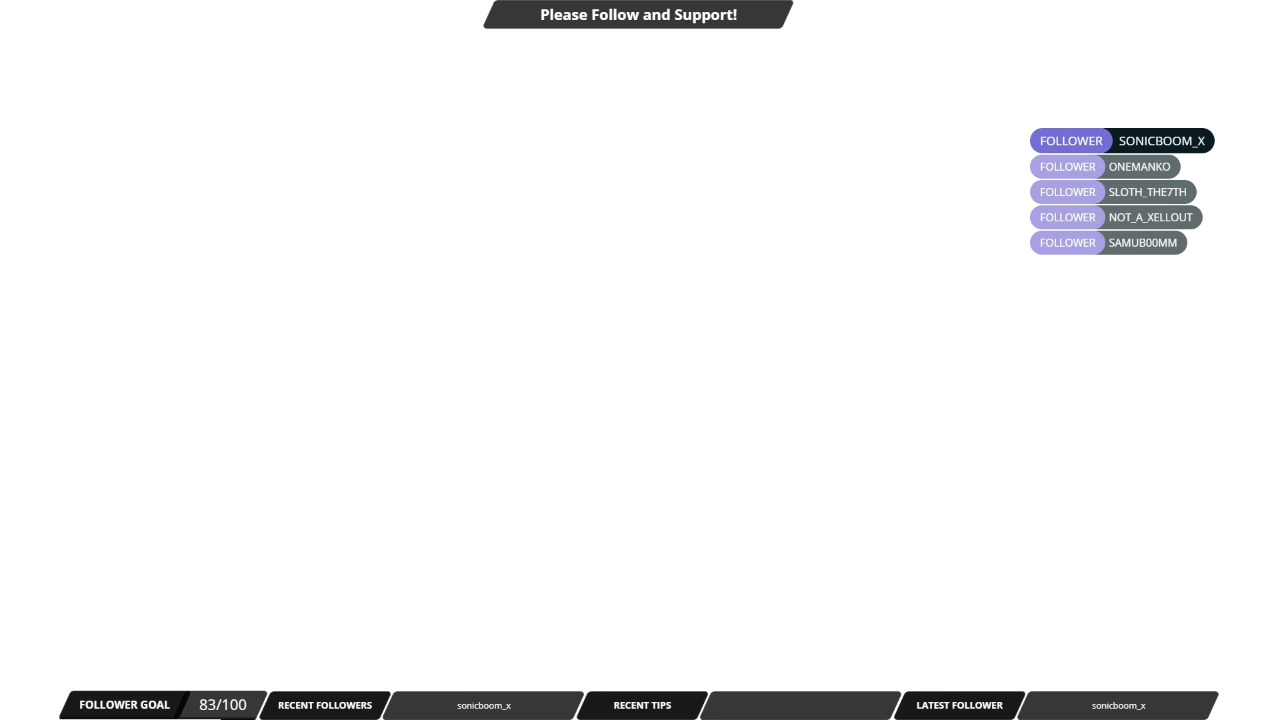 Please Follow and Support!
FOLLOWER SONICBOOM_X
FOLLOWER ONEMANKO
FOLLOWER SLOTH_THE7TH
FOLLOWER NOT_A_XELLOUT
FOLLOWER SAMUB00MM
FOLLOWER GOAL 83/100 RECENT FOLLOWERS sonicboom_x RECENT TIPS LATEST FOLLOWER sonicboom_x